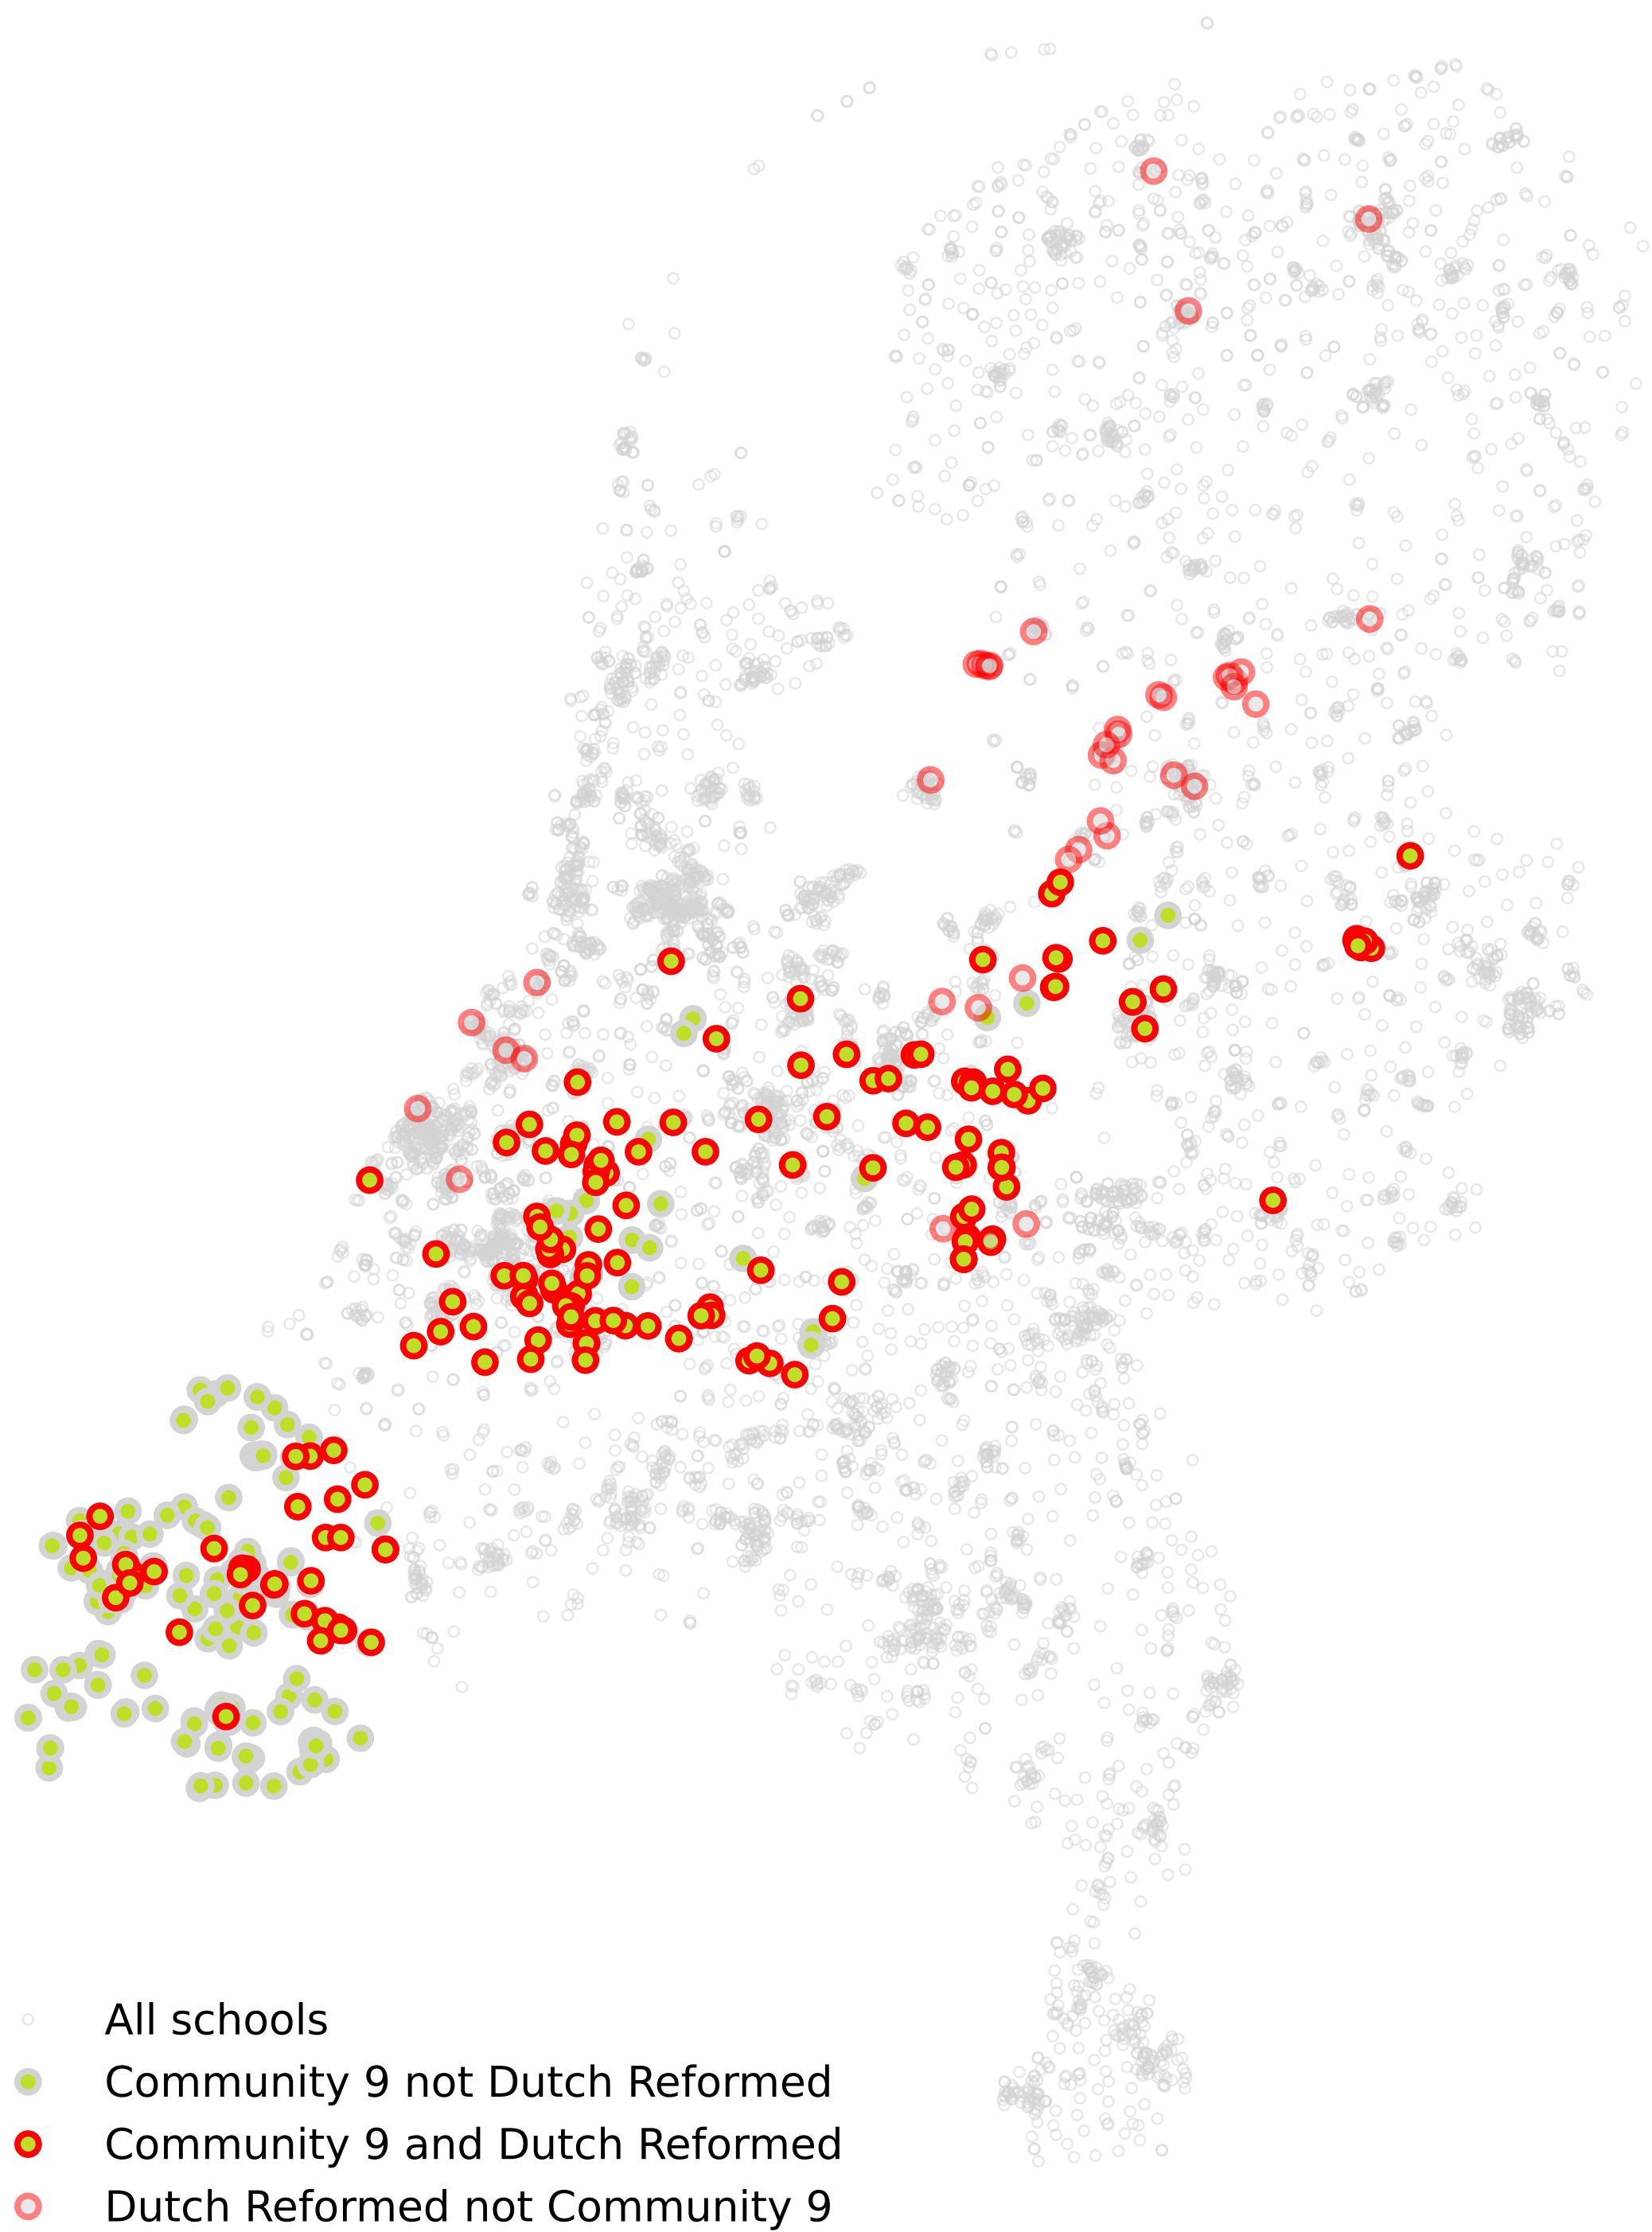 All schools
Community 9 not Dutch Reformed
Community 9 and Dutch Reformed
Dutch Reformed not Community 9